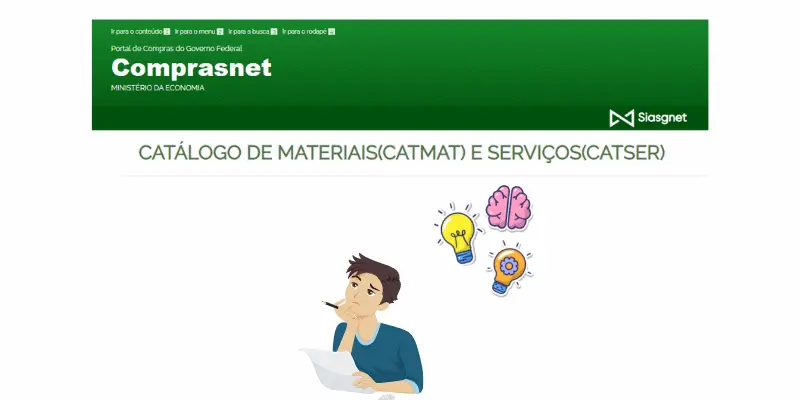 Ir para o conteúdo 1 Ir para o menu 2 Ir para a busca 3 Ir para o rodapé 4
Portal de Compras do Governo Federal
Comprasnet
MINISTÉRIO DA ECONOMIA
Siasgnet
CATÁLOGO DE MATERIAIS(CATMAT) E SERVIÇOS(CATSER)